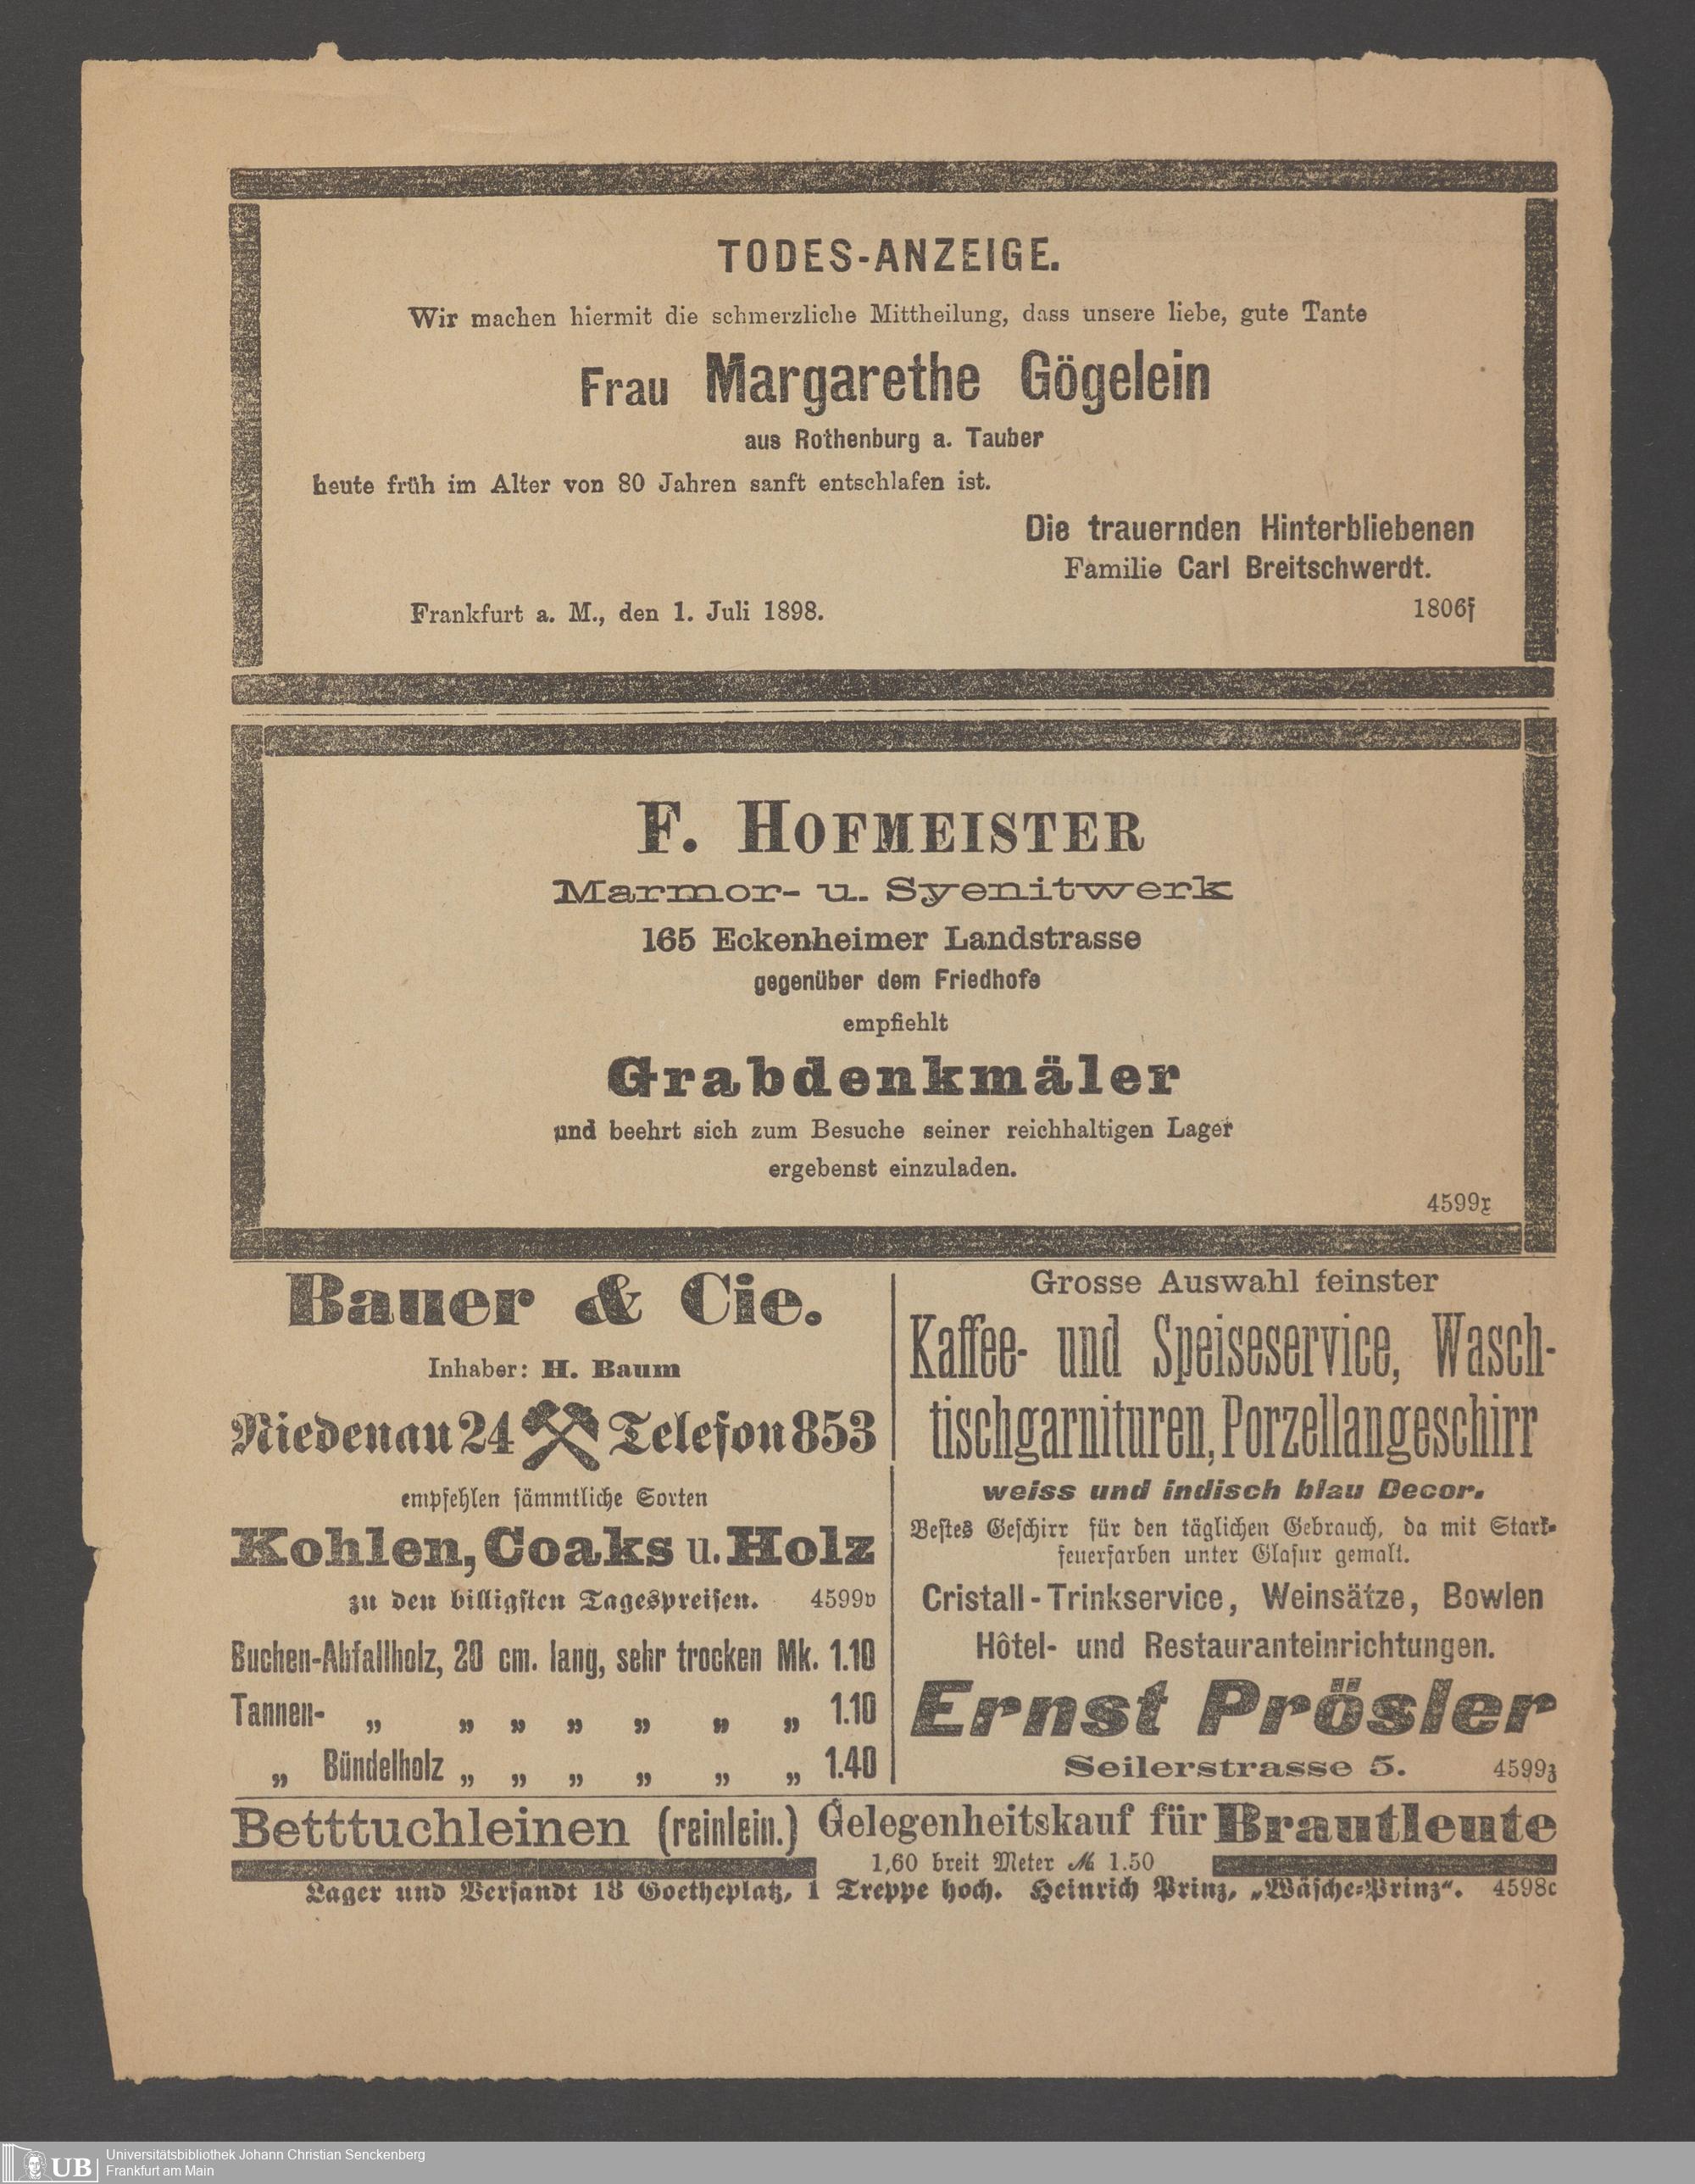 TODES-ANZEIGE.
Wir machen hiermit die schmerzliche Mittheilung, dass unsere liebe, gute Tante
Frau Margarethe Gögelein
aus Rothenburg a. Tauber
heute früh im Alter von 80 Jahren sanft entschlafen ist.
Die trauernden Hinterbliebenen
Familie Carl Breitschwerdt.
Frankfurt a. M., den 1. Juli 1898.
1806f
F. HOFMEISTER
Marmor- u. Syenitwerk
165 Eckenheimer Landstrasse
gegenüber dem Friedhofe
empfiehlt
Grabdenkmäler
und beehrt sich zum Besuche seiner reichhaltigen Lager
ergebenst einzuladen.
4599x
Bauer & Cie.
Inhaber: H. Baum
Niedenau 24 Telefon 853
empfehlen sämmtliche Sorten
Kohlen, Coaks u. Holz
zu den billigsten Tagespreisen. 4599v
Buchen-Abfallholz, 20 cm. lang, sehr trocken Mk. 1.10
Tannen- „ „ „ „ „ „ „ 1.10
„ Bündelholz „ „ „ „ „ „ 1.40
Grosse Auswahl feinster
Kaffee- und Speiseservice, Wasch-
tischgarnituren, Porzellangeschirr
weiss und indisch blau Decor.
Bestes Geschirr für den täglichen Gebrauch, da mit Stark-
feuerfarben unter Glasur gemalt.
Cristall-Trinkservice, Weinsätze, Bowlen
Hôtel- und Restauranteinrichtungen.
Ernst Prösler
Seilerstrasse 5. 4599z
Betttuchleinen (reinlein.) Gelegenheitskauf für Brautleute
1,60 breit Meter ℳ 1.50
Lager und Versandt 18 Goetheplatz, 1 Treppe hoch. Heinrich Prinz, „Wäsche-Prinz“. 4598c
UB
Universitätsbibliothek Johann Christian Senckenberg
Frankfurt am Main